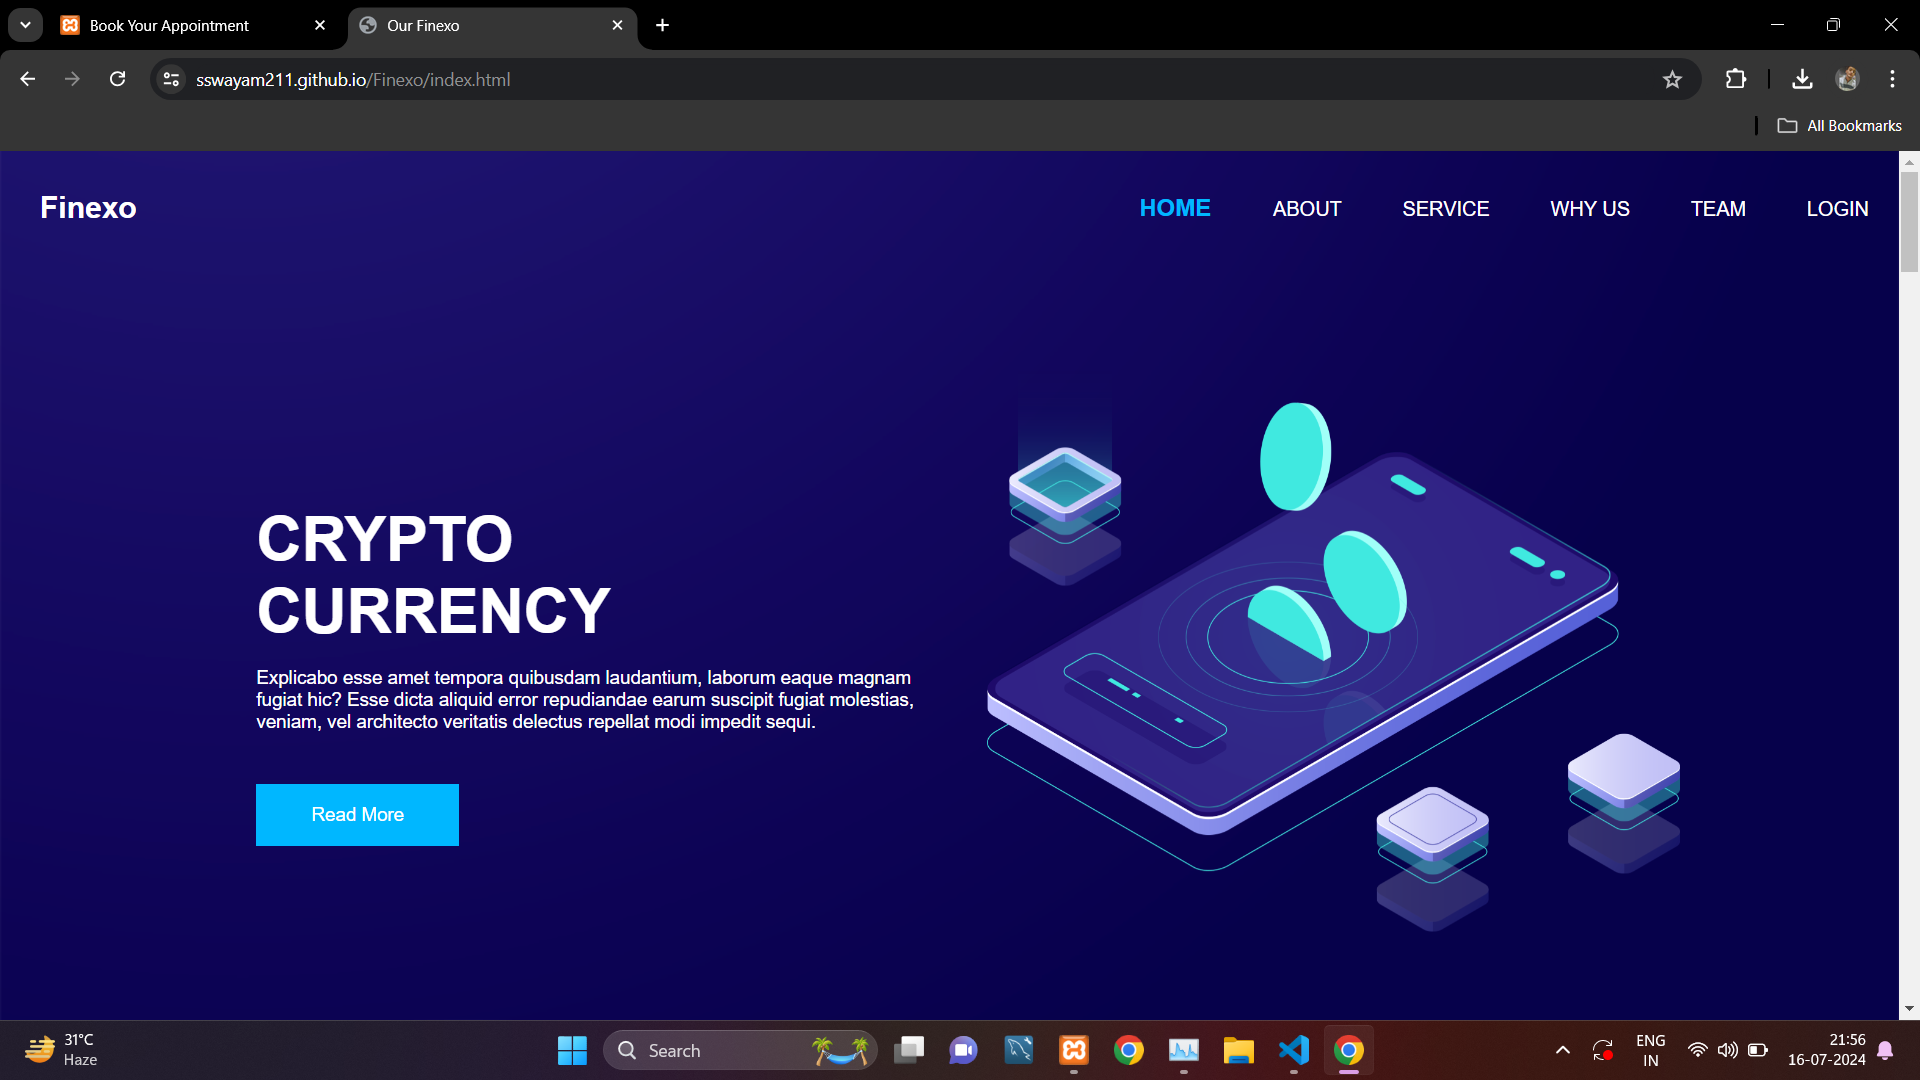 Book Your Appointment
Our Finexo
sswayam211.github.io/Finexo/index.html
All Bookmarks
Finexo
HOME
ABOUT
SERVICE
WHY US
TEAM
LOGIN
CRYPTO
CURRENCY
Explicabo esse amet tempora quibusdam laudantium, laborum eaque magnam
fugiat hic? Esse dicta aliquid error repudiandae earum suscipit fugiat molestias,
veniam, vel architecto veritatis delectus repellat modi impedit sequi.
Read More
31°C
Haze
Search
ENG
IN
21:56
16-07-2024